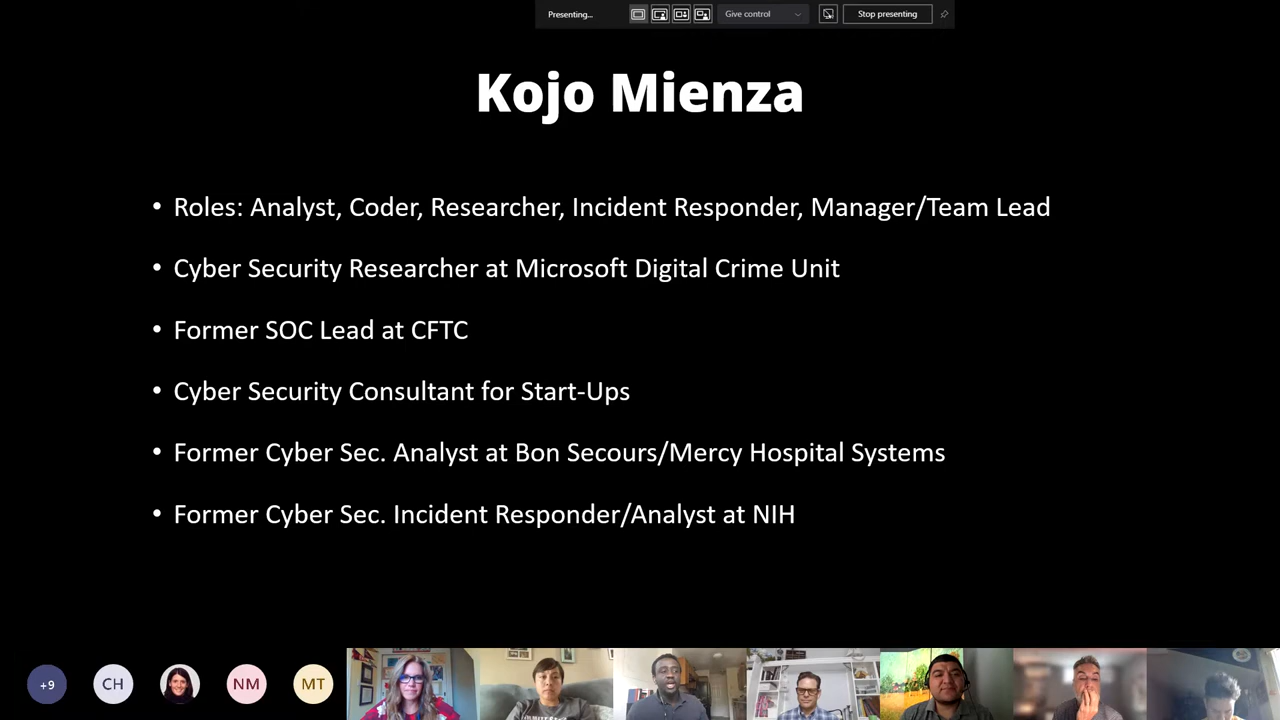 Presenting...
Give control
Stop presenting
Kojo Mienza
• Roles: Analyst, Coder, Researcher, Incident Responder, Manager/Team Lead
• Cyber Security Researcher at Microsoft Digital Crime Unit
• Former SOC Lead at CFTC
• Cyber Security Consultant for Start-Ups
• Former Cyber Sec. Analyst at Bon Secours/Mercy Hospital Systems
• Former Cyber Sec. Incident Responder/Analyst at NIH
+9
CH
NM
MT